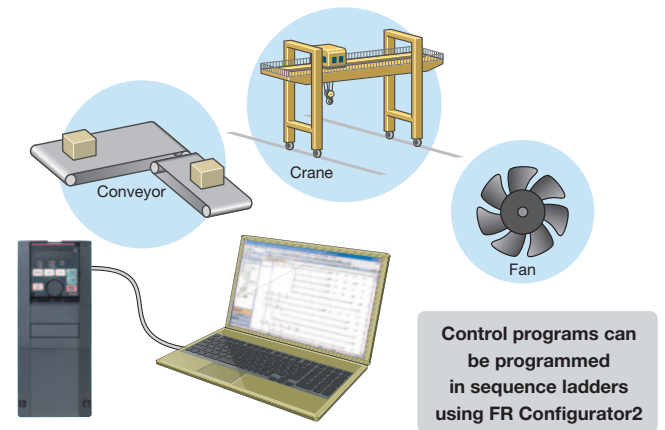 Crane
Conveyor
Fan
Control programs can
be programmed
in sequence ladders
using FR Configurator2